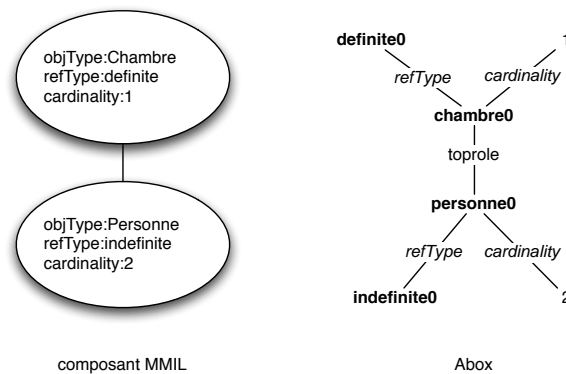 objType:Chambre
refType:definite
cardinality:1
objType:Personne
refType:indefinite
cardinality:2
composant MMIL
definite0
1
refType
cardinality
chambre0
toprole
personne0
refType
cardinality
indefinite0
2
Abox